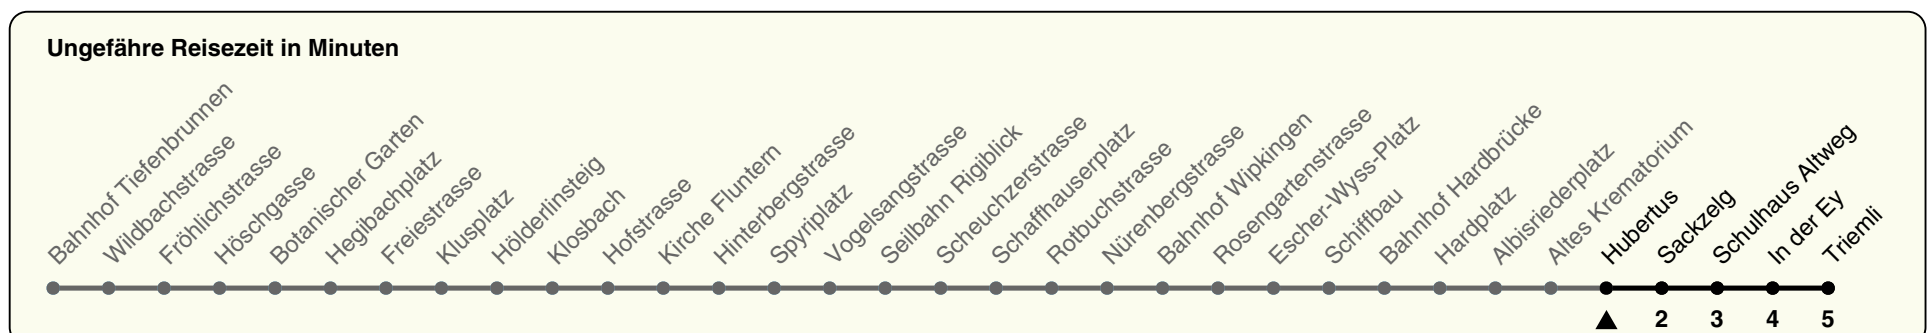 Ungefähre Reisezeit in Minuten
Bahnhof Tiefenbrunnen
Wildbachstrasse
Fröhlichstrasse
Höschgasse
Botanischer Garten
Hegibachplatz
Freiestrasse
Klusplatz
Hölderlinsteig
Klosbach
Hofstrasse
Kirche Fluntern
Hinterbergstrasse
Spyriplatz
Vogelsangstrasse
Seilbahn Rigiblick
Scheuchzerstrasse
Schaffhauserplatz
Rotbuchstrasse
Nürenbergstrasse
Bahnhof Wipkingen
Rosengartenstrasse
Escher-Wyss-Platz
Schiffbau
Bahnhof Hardbrücke
Hardplatz
Albisriederplatz
Altes Krematorium
Hubertus
Sackzelg
Schulhaus Altweg
In der Ey
Triemli
2 3 4 5